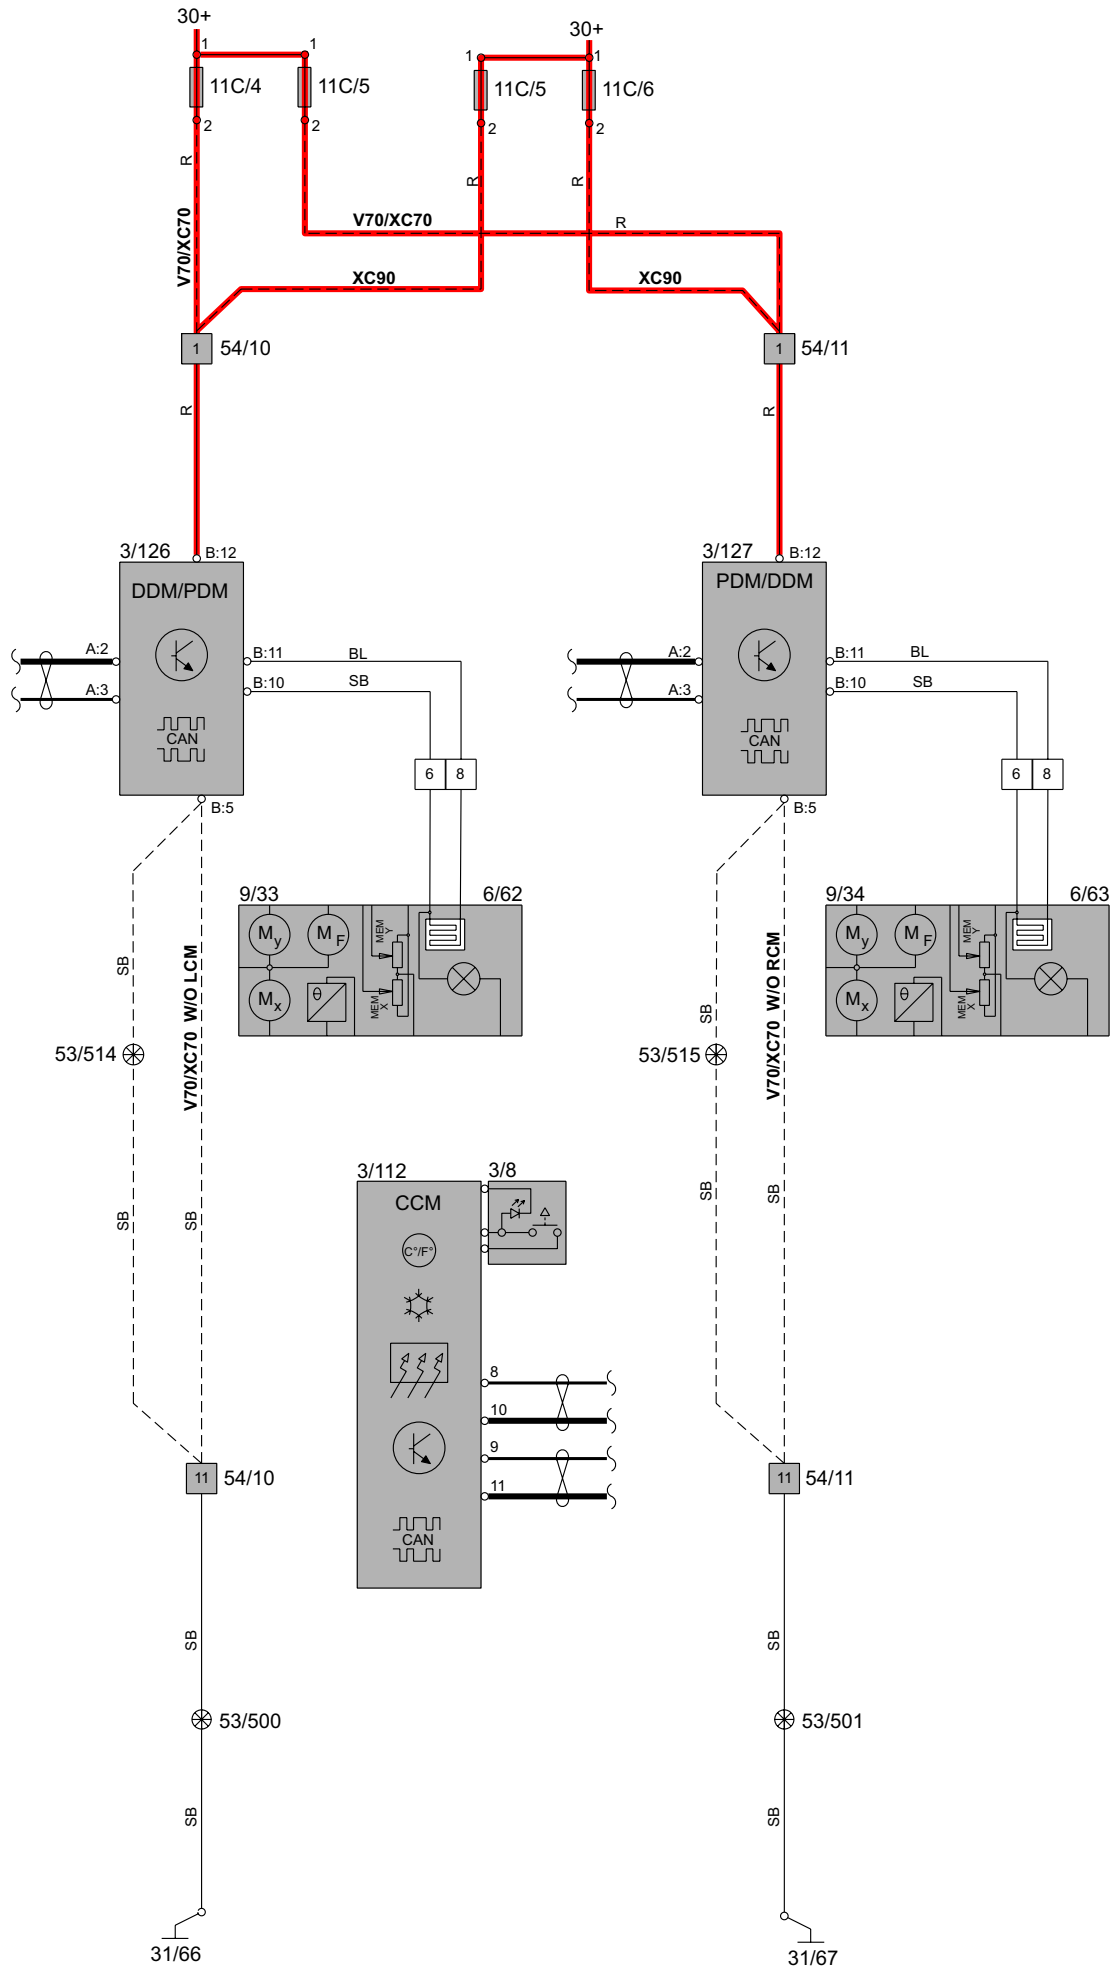 30+
30+
1
1
1
1
11C/4
11C/5
11C/5
11C/6
2
2
2
2
R
R
R
V70/XC70
V70/XC70
R
XC90
XC90
1
54/10
1
54/11
R
R
3/126
B:12
3/127
B:12
DDM/PDM
PDM/DDM
A:2
B:11
BL
A:2
B:11
BL
A:3
B:10
SB
A:3
B:10
SB
CAN
CAN
6
8
6
8
B:5
B:5
9/33
6/62
9/34
6/63
My
MF
MEM Y
My
MF
MEM Y
Mx
θ
MEM X
Mx
θ
MEM X
SB
V70/XC70 W/O LCM
SB
V70/XC70 W/O RCM
53/514
53/515
3/112
3/8
CCM
SB
SB
SB
SB
C°/F°
8
10
9
11
11
54/10
11
54/11
CAN
SB
SB
53/500
53/501
SB
SB
31/66
31/67